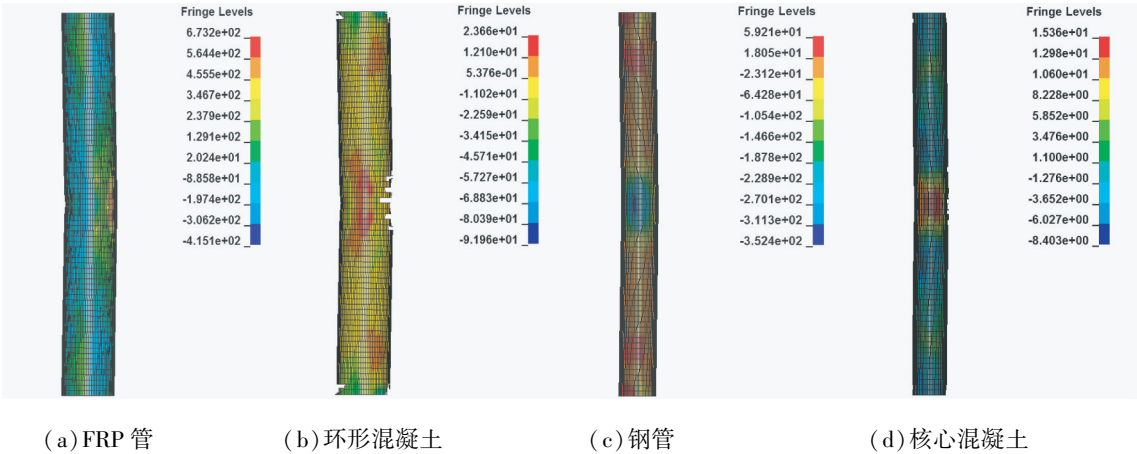 Fringe Levels
6.732e+02
5.644e+02
4.555e+02
3.467e+02
2.379e+02
1.291e+02
2.024e+01
-8.858e+01
-1.974e+02
-3.062e+02
-4.151e+02
Fringe Levels
2.366e+01
1.210e+01
5.376e-01
-1.102e+01
-2.259e+01
-3.415e+01
-4.571e+01
-5.727e+01
-6.883e+01
-8.039e+01
-9.196e+01
Fringe Levels
5.921e+01
1.805e+01
-2.312e+01
-6.428e+01
-1.054e+02
-1.466e+02
-1.878e+02
-2.289e+02
-2.701e+02
-3.113e+02
-3.524e+02
Fringe Levels
1.536e+01
1.298e+01
1.060e+01
8.228e+00
5.852e+00
3.476e+00
1.100e+00
-1.276e+00
-3.652e+00
-6.027e+00
-8.403e+00
(a)FRP 管
(b)环形混凝土
(c)钢管
(d)核心混凝土